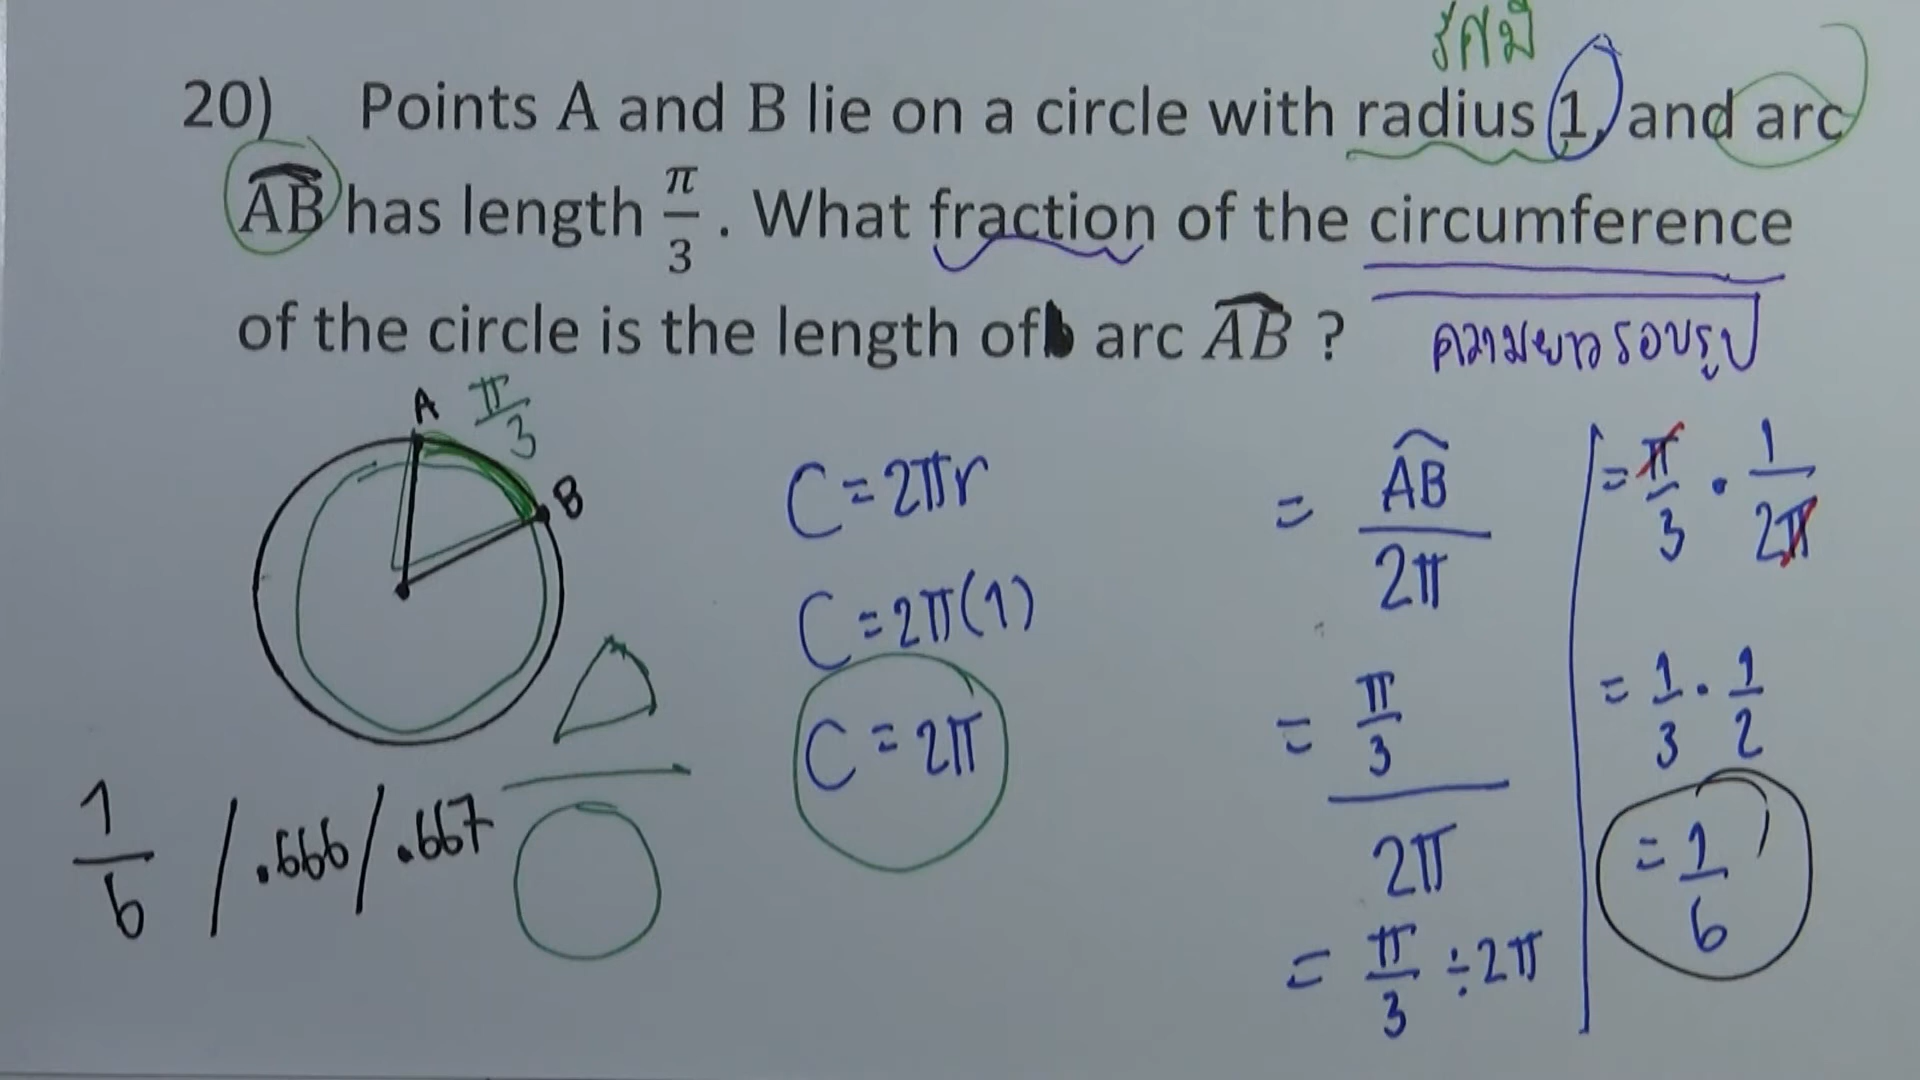 รัศมี
20) Points A and B lie on a circle with radius 1, and arc
AB has length π/3 . What fraction of the circumference
of the circle is the length of arc AB ?
ความยาวรอบรูป
A π/3
B
C = 2πr
C = 2π(1)
C = 2π
1/6 / .666 / .667
= AB/2π
= π/3 / 2π
= π/3 ÷ 2π
= π/3 · 1/2π
= 1/3 · 1/2
= 1/6